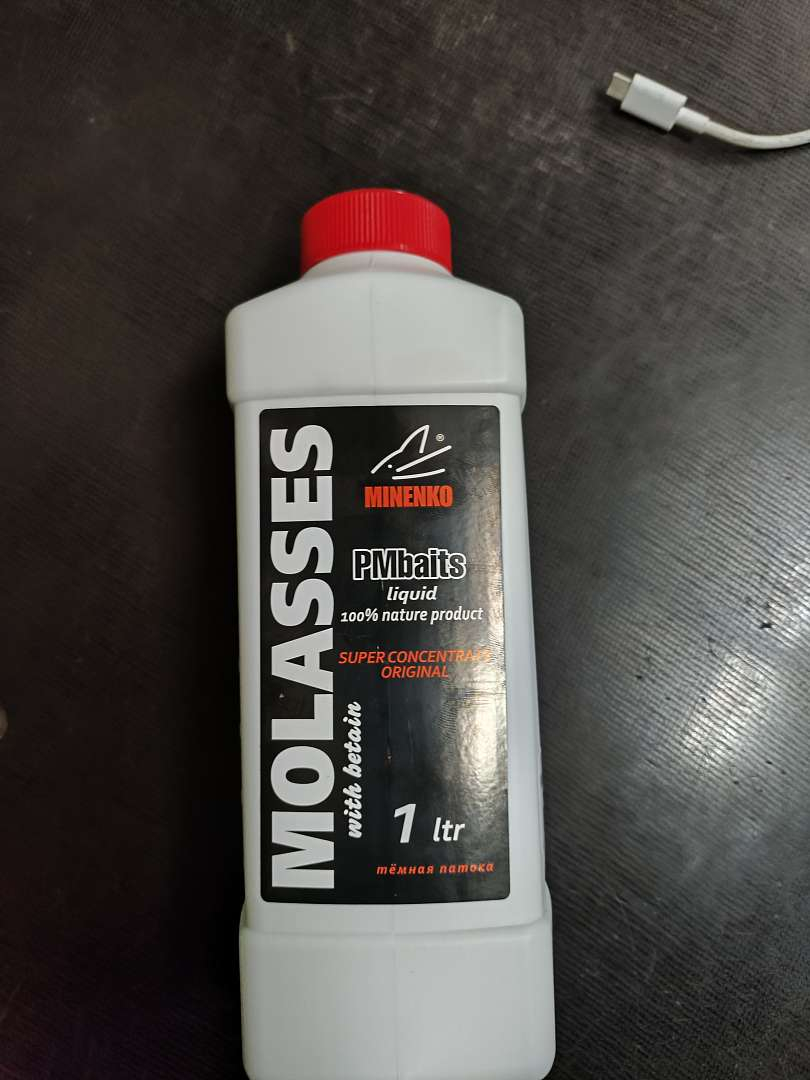 MOLASSES
with betain
®
MINENKO
PMbaits
liquid
100% nature product
SUPER CONCENTRATE
ORIGINAL
1 ltr
тёмная патока